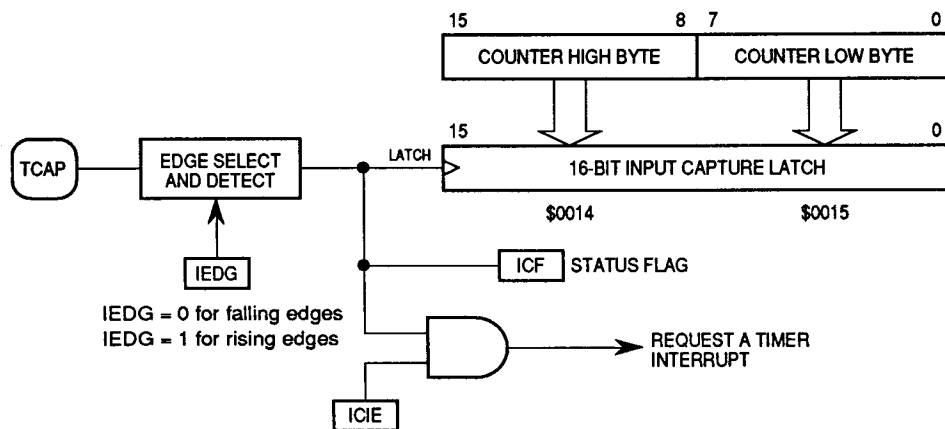 15 8 7 0
COUNTER HIGH BYTE COUNTER LOW BYTE
15 0
TCAP
EDGE SELECT
AND DETECT
LATCH
16-BIT INPUT CAPTURE LATCH
$0014 $0015
IEDG
ICF STATUS FLAG
IEDG = 0 for falling edges
IEDG = 1 for rising edges
REQUEST A TIMER
INTERRUPT
ICIE